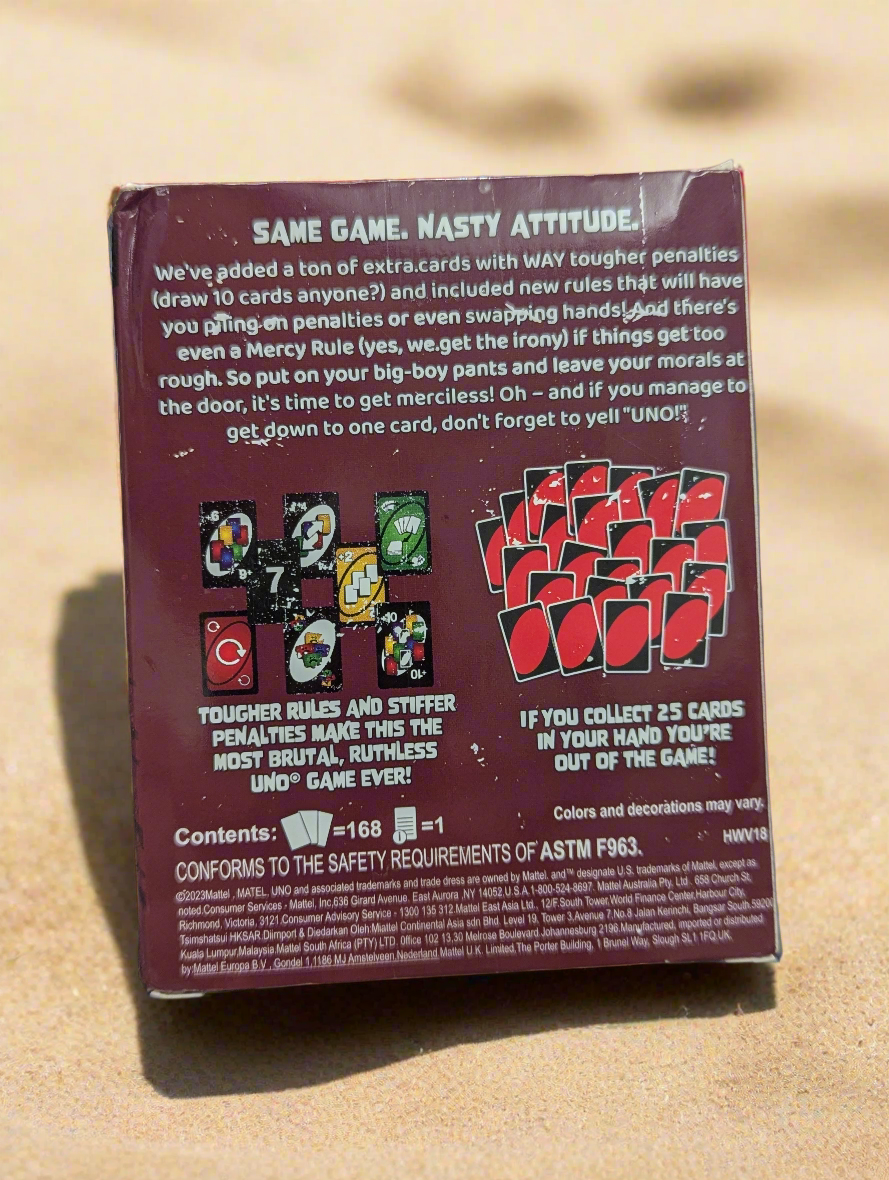 SAME GAME. NASTY ATTITUDE.
We've added a ton of extra.cards with WAY tougher penalties
(draw 10 cards anyone?) and included new rules that will have
you piling on penalties or even swapping hands! And there's
even a Mercy Rule (yes, we.get the irony) if things get too
rough. So put on your big-boy pants and leave your morals at
the door, it's time to get merciless! Oh – and if you manage to
get down to one card, don't forget to yell "UNO!"
7
TOUGHER RULES AND STIFFER
PENALTIES MAKE THIS THE
MOST BRUTAL, RUTHLESS
UNO® GAME EVER!
IF YOU COLLECT 25 CARDS
IN YOUR HAND YOU'RE
OUT OF THE GAME!
Colors and decorations may vary.
Contents: =168 =1
HWV18
CONFORMS TO THE SAFETY REQUIREMENTS OF ASTM F963.
©2023Mattel , MATEL, UNO and associated trademarks and trade dress are owned by Mattel. and™ designate U.S. trademarks of Mattel, except as
noted.Consumer Services - Mattel, Inc,636 Girard Avenue, East Aurora ,NY 14052 U.S.A.1-800-524-8697. Mattel Australia Pty. Ltd . 658 Church St,
Richmond, Victoria, 3121.Consumer Advisory Service - 1300 135 312.Mattel East Asia Ltd. , 12/F.South Tower,World Finance Center,Harbour City,
Tsimshatsui HKSAR.Diimport & Diedarkan Oleh:Mattel Continental Asia sdn Bhd. Level 19, Tower 3,Avenue 7,No.8 Jalan Kennchi, Bangsar South.59200
Kuala Lumpur,Malaysia.Mattel South Africa (PTY) LTD. Office 102 13,30 Melrose Boulevard.Johannesburg 2196.Manufactured, imported or distributed
by:Mattel Europa B.V , Gondel 1,1186 MJ Amstelveen.Nederland Mattel U K. Limited,The Porter Building, 1 Brunel Way, Slough SL1 1FQ,UK.